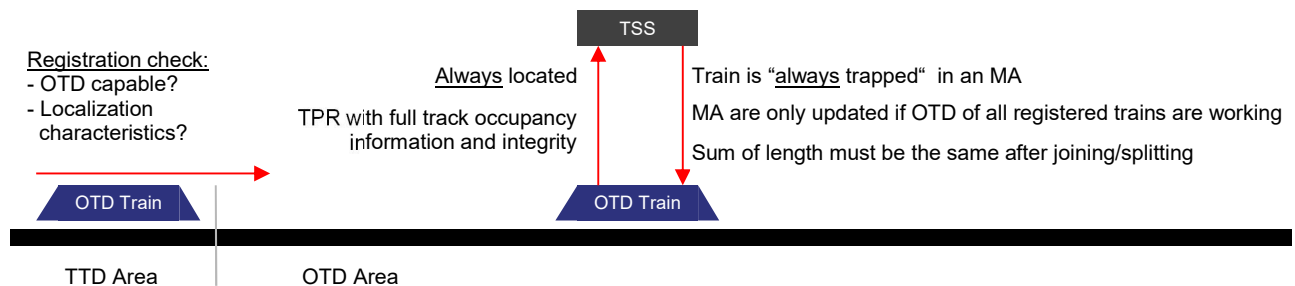 TSS
Registration check:
- OTD capable?
- Localization
characteristics?
Always located
TPR with full track occupancy
information and integrity
Train is “always trapped“ in an MA
MA are only updated if OTD of all registered trains are working
Sum of length must be the same after joining/splitting
OTD Train
OTD Train
TTD Area
OTD Area